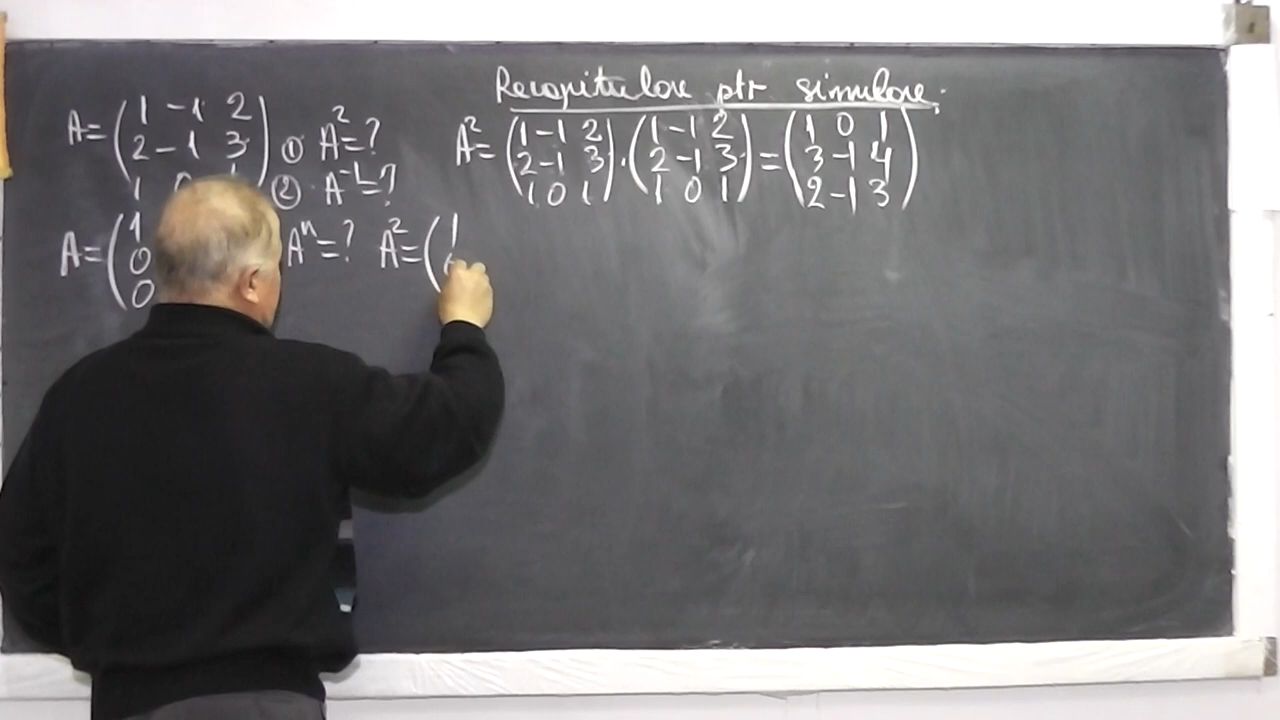 Recapitulare ptr simulare:
A=(1 -1 2 ① A²=? A²=(1 -1 2)·(1 -1 2)=(1 0 1)
2 -1 3) (2 -1 3) (2 -1 3) (3 -1 4)
1 ② A⁻¹=? (1 0 1) (1 0 1) (2 -1 3)
A=(1 Aⁿ=? A²=(1
0
0